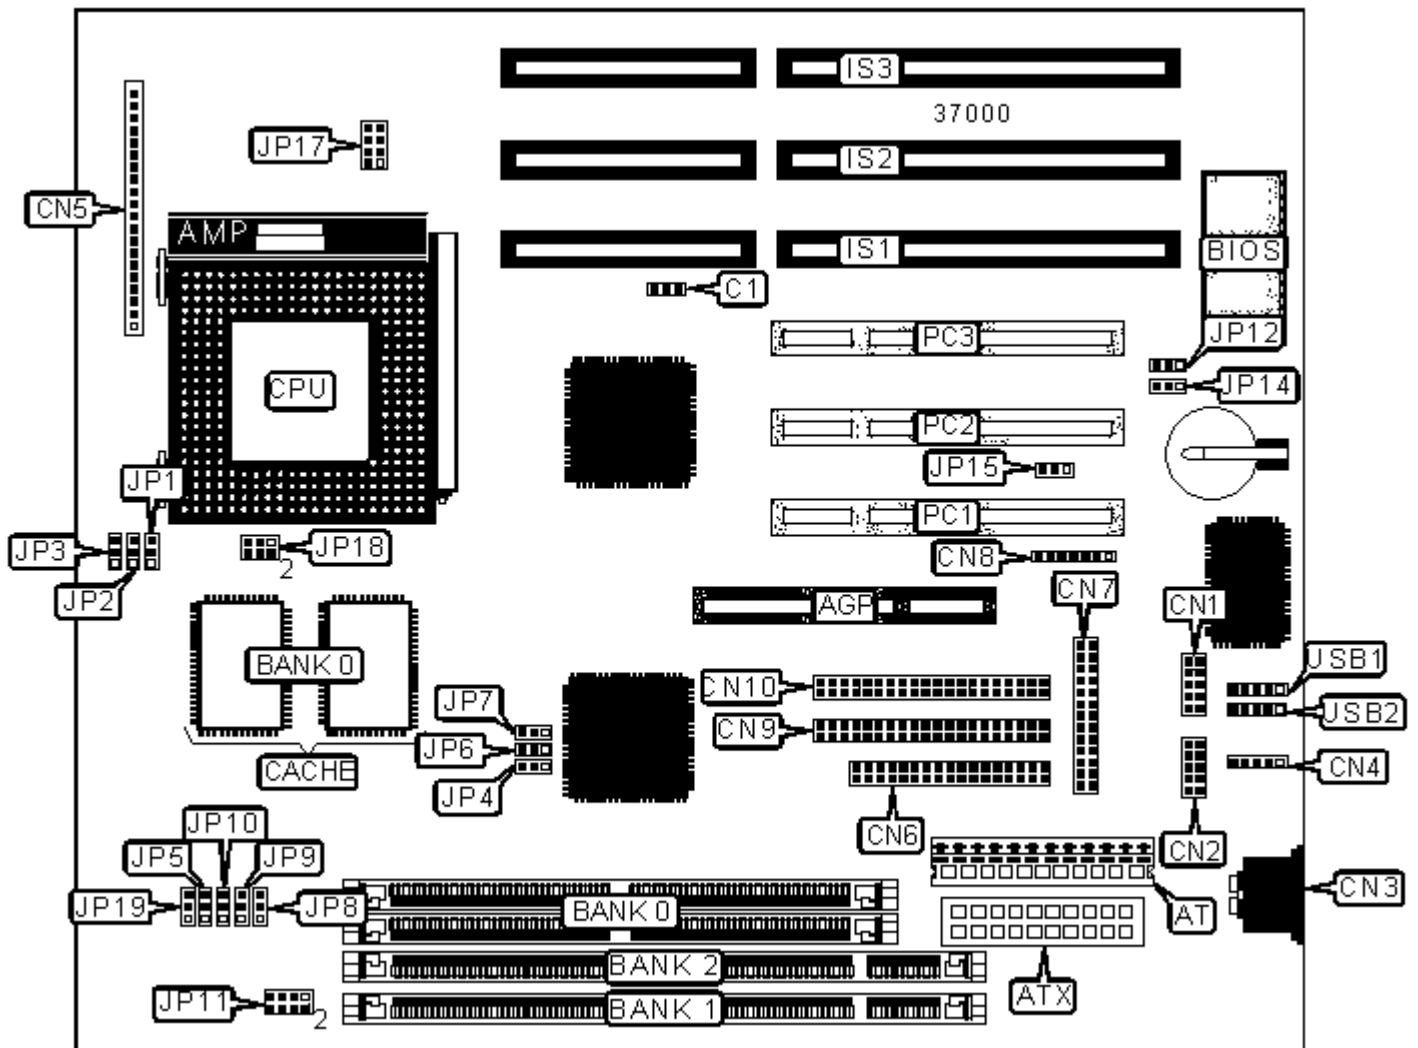 IS3
37000
JP17
IS2
CN5
AMP
IS1
BIOS
C1
PC3
JP12
CPU
JP14
PC2
JP15
JP1
PC1
JP3
JP18
2
CN8
JP2
CN7
AGP
CN1
BANK 0
USB1
CN10
JP7
USB2
CN9
JP6
CACHE
CN4
JP4
JP10
CN6
CN2
JP5
JP9
CN3
JP19
JP8
BANK 0
AT
BANK 2
JP11
2
BANK 1
ATX